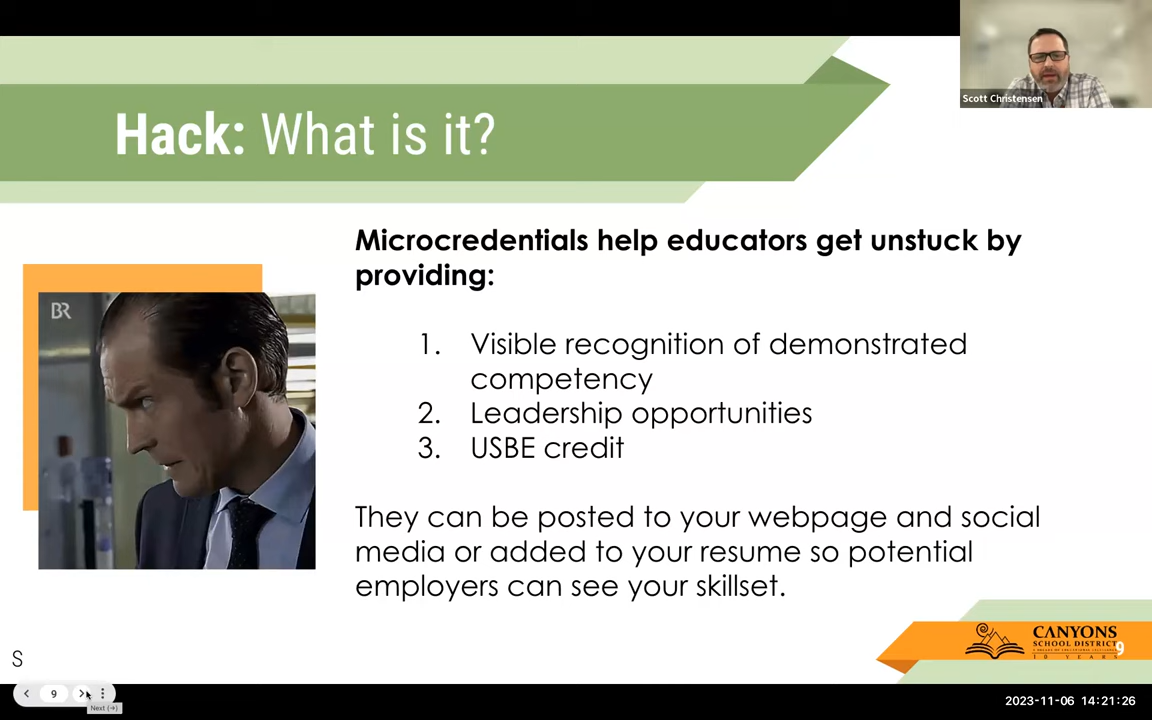 Scott Christensen
Hack: What is it?
Microcredentials help educators get unstuck by
providing:
BR
1. Visible recognition of demonstrated
competency
2. Leadership opportunities
3. USBE credit
They can be posted to your webpage and social
media or added to your resume so potential
employers can see your skillset.
CANYONS
SCHOOL DISTRICT
10 YEARS
9
S
9
Next (→)
2023-11-06 14:21:26